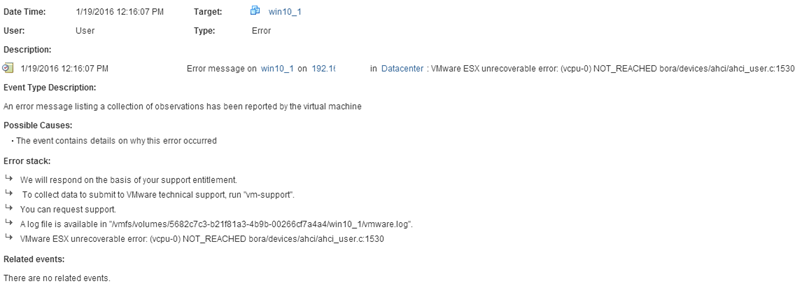 Date Time: 1/19/2016 12:16:07 PM Target: win10_1
User: User Type: Error
Description:
1/19/2016 12:16:07 PM Error message on win10_1 on 192.1 in Datacenter : VMware ESX unrecoverable error: (vcpu-0) NOT_REACHED bora/devices/ahci/ahci_user.c:1530
Event Type Description:
An error message listing a collection of observations has been reported by the virtual machine
Possible Causes:
• The event contains details on why this error occurred
Error stack:
We will respond on the basis of your support entitlement.
To collect data to submit to VMware technical support, run "vm-support".
You can request support.
A log file is available in "/vmfs/volumes/5682c7c3-b21f81a3-4b9b-00266cf7a4a4/win10_1/vmware.log".
VMware ESX unrecoverable error: (vcpu-0) NOT_REACHED bora/devices/ahci/ahci_user.c:1530
Related events:
There are no related events.